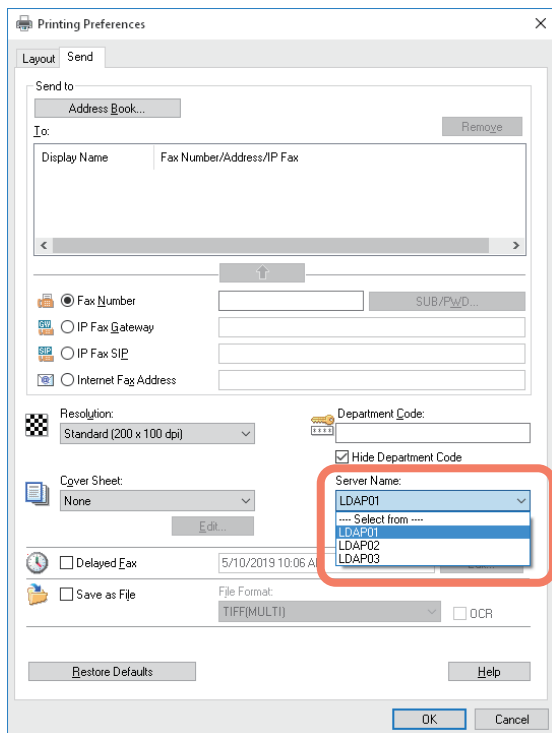 Printing Preferences
Layout Send
Send to
Address Book...
To:
Remove
Display Name Fax Number/Address/IP Fax
Fax Number
SUB/PWD...
IP Fax Gateway
IP Fax SIP
Internet Fax Address
Resolution:
Standard (200 x 100 dpi)
Department Code:
Hide Department Code
Cover Sheet:
None
Edit...
Server Name:
LDAP01
---- Select from ----
LDAP01
LDAP02
LDAP03
Delayed Fax
5/10/2019 10:06 A
Save as File
File Format:
TIFF(MULTI)
OCR
Restore Defaults
Help
OK
Cancel